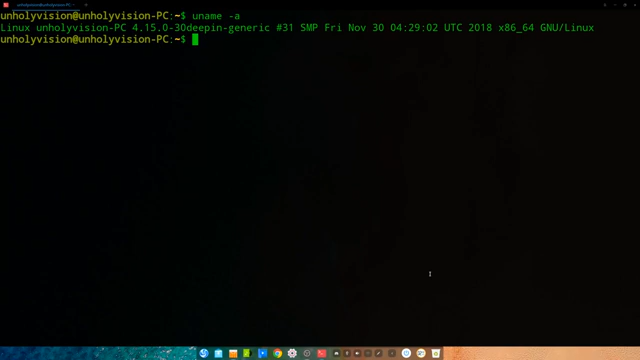 unholyvision@unholyvision-PC:~$ uname -a
Linux unholyvision-PC 4.15.0-30deepin-generic #31 SMP Fri Nov 30 04:29:02 UTC 2018 x86_64 GNU/Linux
unholyvision@unholyvision-PC:~$